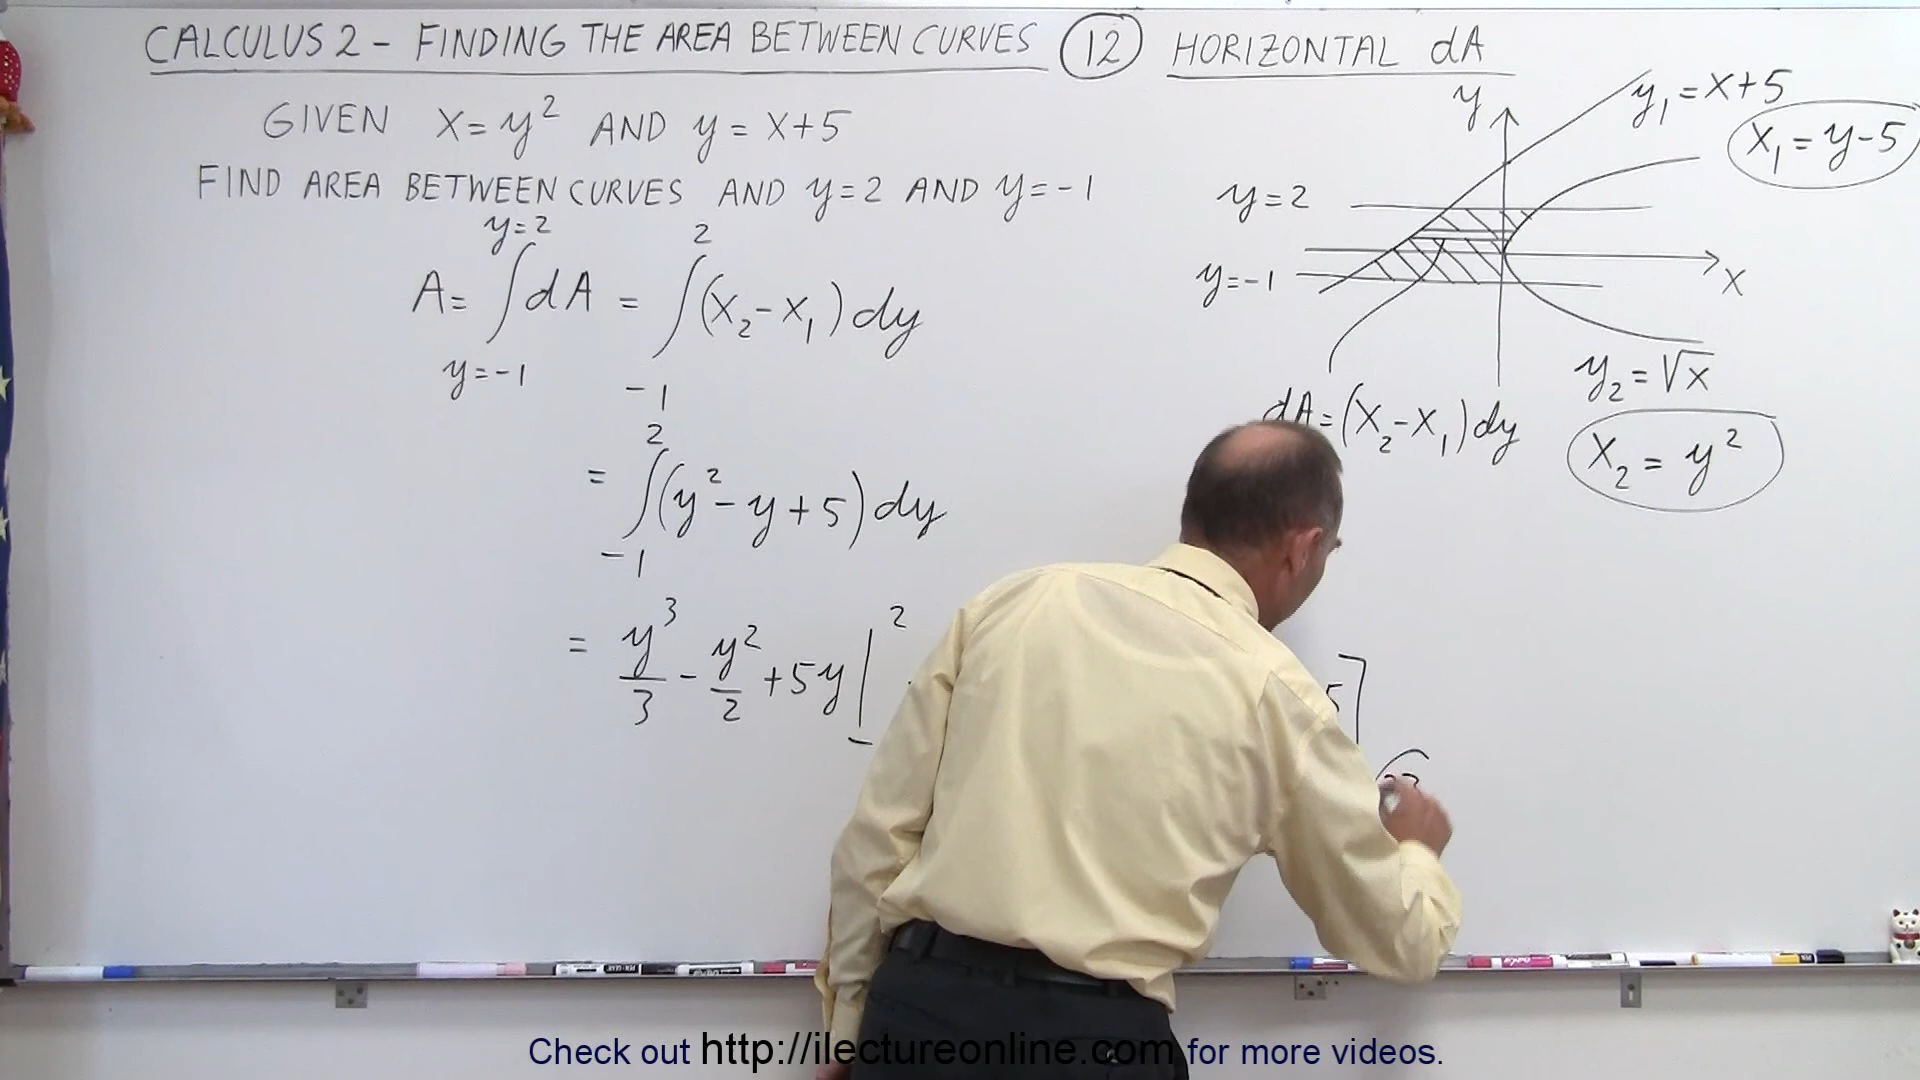 CALCULUS 2 - FINDING THE AREA BETWEEN CURVES (12) HORIZONTAL dA
GIVEN x = y² AND y = x+5
FIND AREA BETWEEN CURVES AND y=2 AND y=-1
A = ∫_{y=-1}^{y=2} dA = ∫_{-1}^{2} (x₂-x₁) dy
= ∫_{-1}^{2} (y² - y + 5) dy
= y³/3 - y²/2 + 5y |²
5]
y
y₁ = x+5
x₁ = y-5
y=2
y=-1
x
y₂ = √x
dA = (x₂-x₁) dy
x₂ = y²
Check out http://ilectureonline.com for more videos.